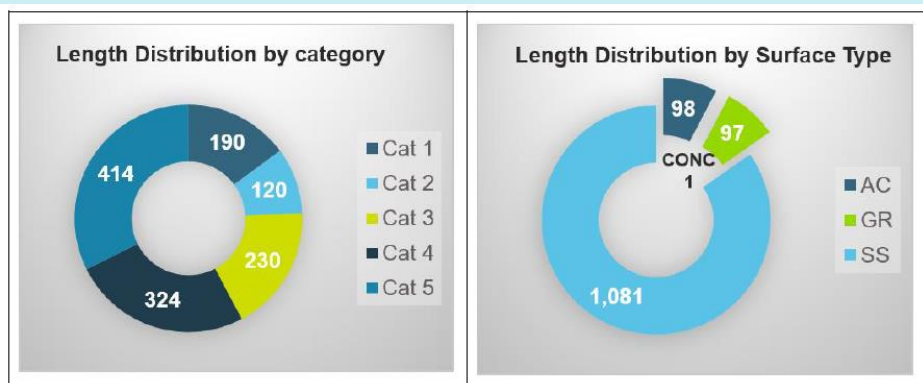 Length Distribution by category
190
120
230
324
414
Cat 1
Cat 2
Cat 3
Cat 4
Cat 5
Length Distribution by Surface Type
98
97
CONC
1
1,081
AC
GR
SS